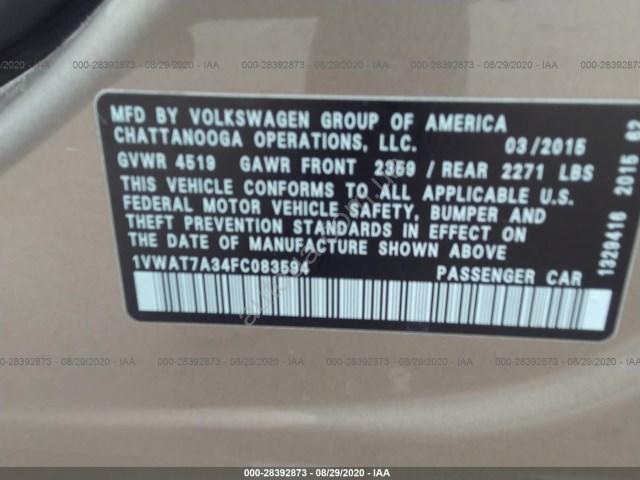 000-28392873 - 08/29/2020 - IAA
MFD BY VOLKSWAGEN GROUP OF AMERICA
CHATTANOOGA OPERATIONS, LLC. 03/2015
GVWR 4519 GAWR FRONT 2359 / REAR 2271 LBS
THIS VEHICLE CONFORMS TO ALL APPLICABLE U.S.
FEDERAL MOTOR VEHICLE SAFETY, BUMPER AND
THEFT PREVENTION STANDARDS IN EFFECT ON
THE DATE OF MANUFACTURE SHOWN ABOVE
1VWAT7A34FC083594 PASSENGER CAR
1329416 2015 02
000-28392873 - 08/29/2020 - IAA
000-28392873 - 08/29/2020 - IAA